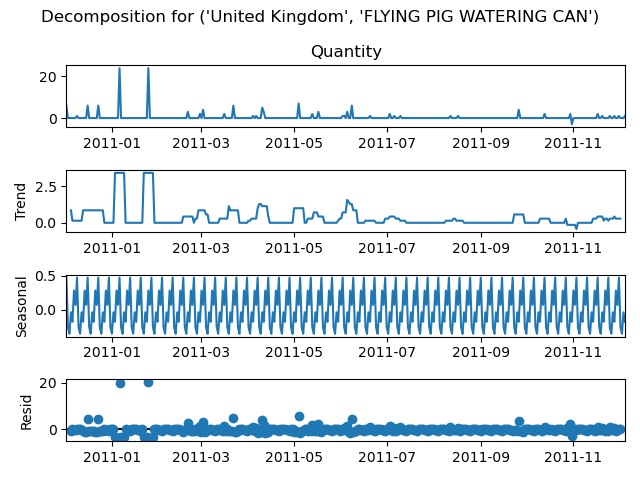 Decomposition for ('United Kingdom', 'FLYING PIG WATERING CAN')
Quantity
20
0
2011-01 2011-03 2011-05 2011-07 2011-09 2011-11
Trend
2.5
0.0
2011-01 2011-03 2011-05 2011-07 2011-09 2011-11
Seasonal
0.5
0.0
2011-01 2011-03 2011-05 2011-07 2011-09 2011-11
Resid
20
0
2011-01 2011-03 2011-05 2011-07 2011-09 2011-11